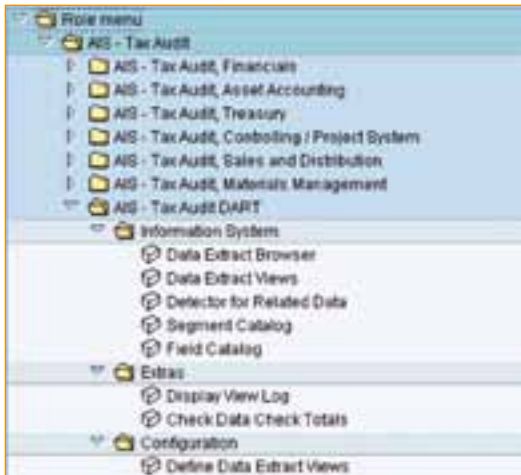 Role menu
AIS - Tax Audit
AIS - Tax Audit, Financials
AIS - Tax Audit, Asset Accounting
AIS - Tax Audit, Treasury
AIS - Tax Audit, Controlling / Project System
AIS - Tax Audit, Sales and Distribution
AIS - Tax Audit, Materials Management
AIS - Tax Audit DART
Information System
Data Extract Browser
Data Extract Views
Detector for Related Data
Segment Catalog
Field Catalog
Extras
Display View Log
Check Data Check Totals
Configuration
Define Data Extract Views